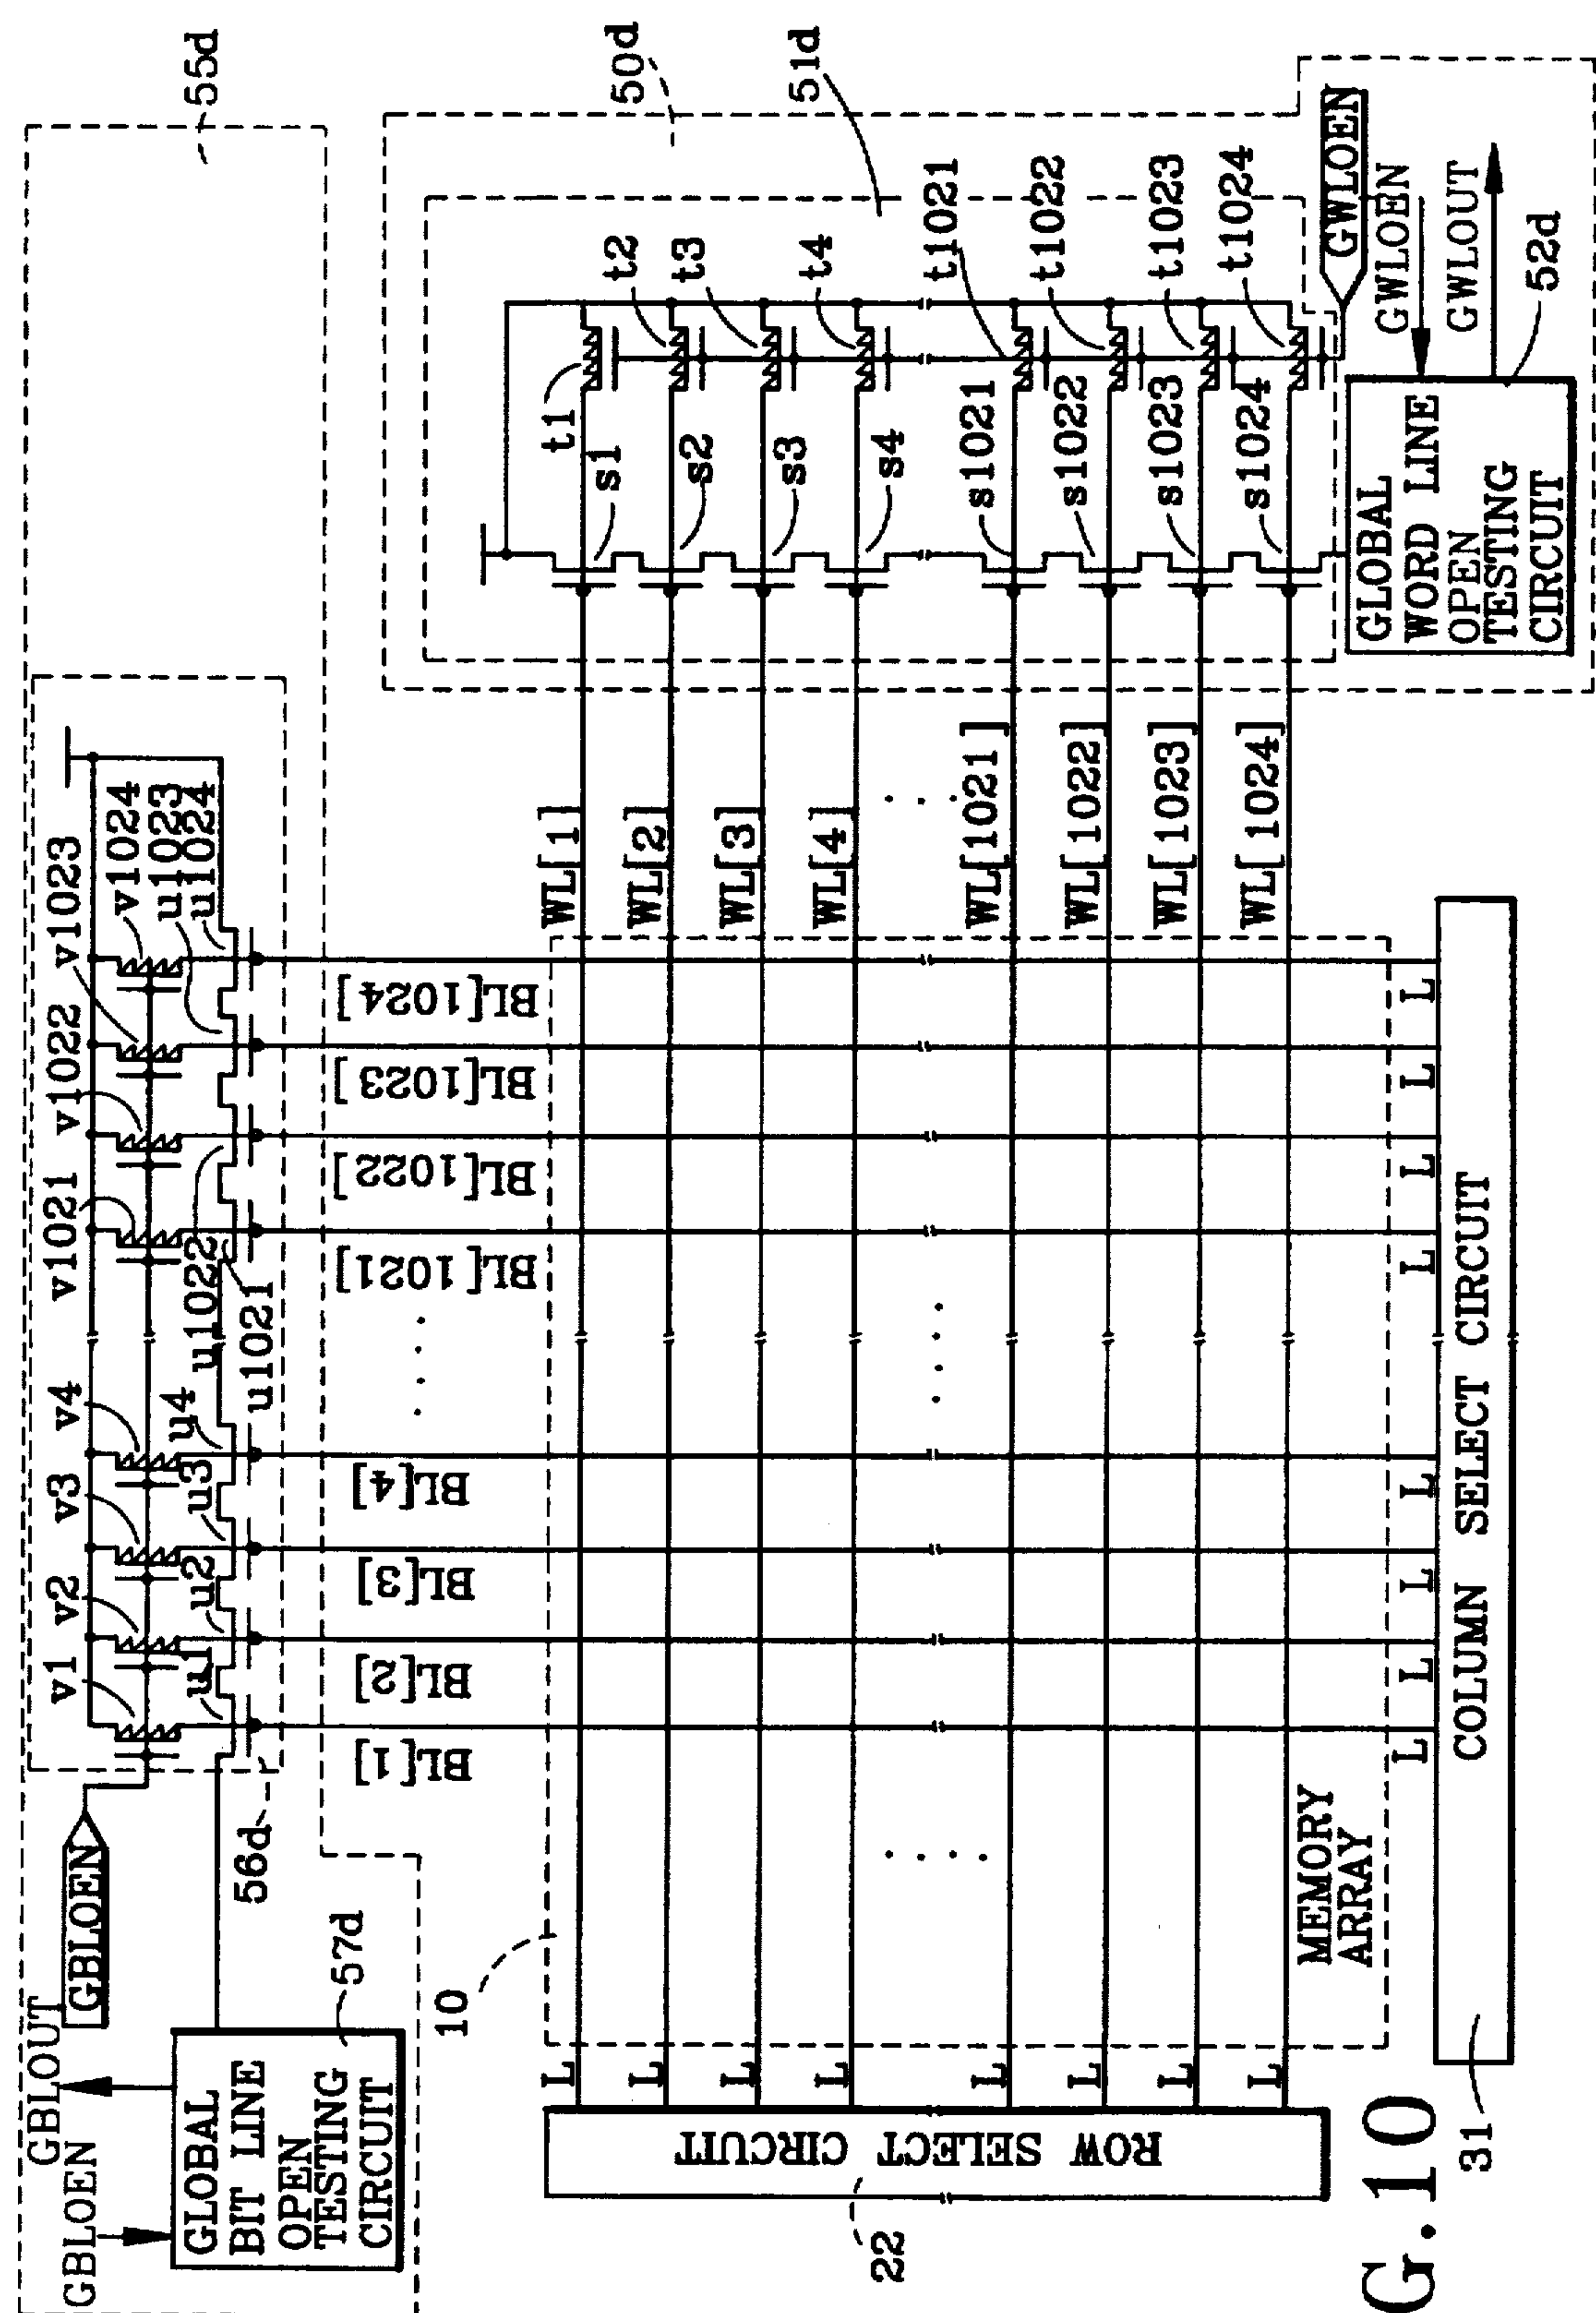 55d
50d
51d
GBLOEN
GBLOUT
GBLOEN
GLOBAL
BIT LINE
OPEN
TESTING
CIRCUIT
57d
56d
v1
v2
v3
v4
v1021
v1022
v1023
v1024
u1
u2
u3
u4
u1021
u1022
u1023
u1024
BL[1]
BL[2]
BL[3]
BL[4]
. . . .
BL[1021]
BL[1022]
BL[1023]
BL[1024]
t1
t2
t3
t4
t1021
t1022
t1023
t1024
s1
s2
s3
s4
s1021
s1022
s1023
s1024
WL[1]
WL[2]
WL[3]
WL[4]
. . . .
WL[1021]
WL[1022]
WL[1023]
WL[1024]
GWLOEN
GWLOEN
GWLOUT
GLOBAL
WORD LINE
OPEN
TESTING
CIRCUIT
52d
10
MEMORY
ARRAY
L
L
L
L
L
L
L
L
ROW SELECT CIRCUIT
22
L
L
L
L
L
L
L
L
COLUMN SELECT CIRCUIT
31
G.10